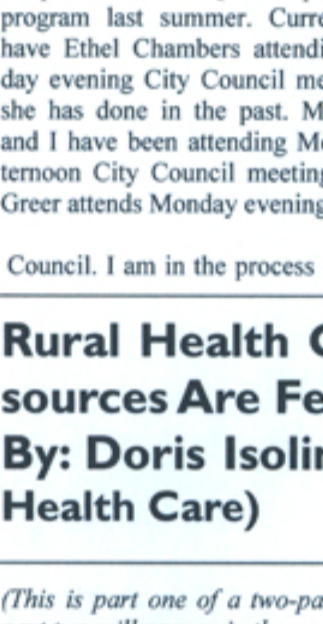 program last summer. Curre
have Ethel Chambers attendi
day evening City Council me
she has done in the past. M
and I have been attending Mo
ternoon City Council meeting
Greer attends Monday evening
Council. I am in the process
Rural Health
sources Are Fe
By: Doris Isolin
Health Care)
(This is part one of a two-pa